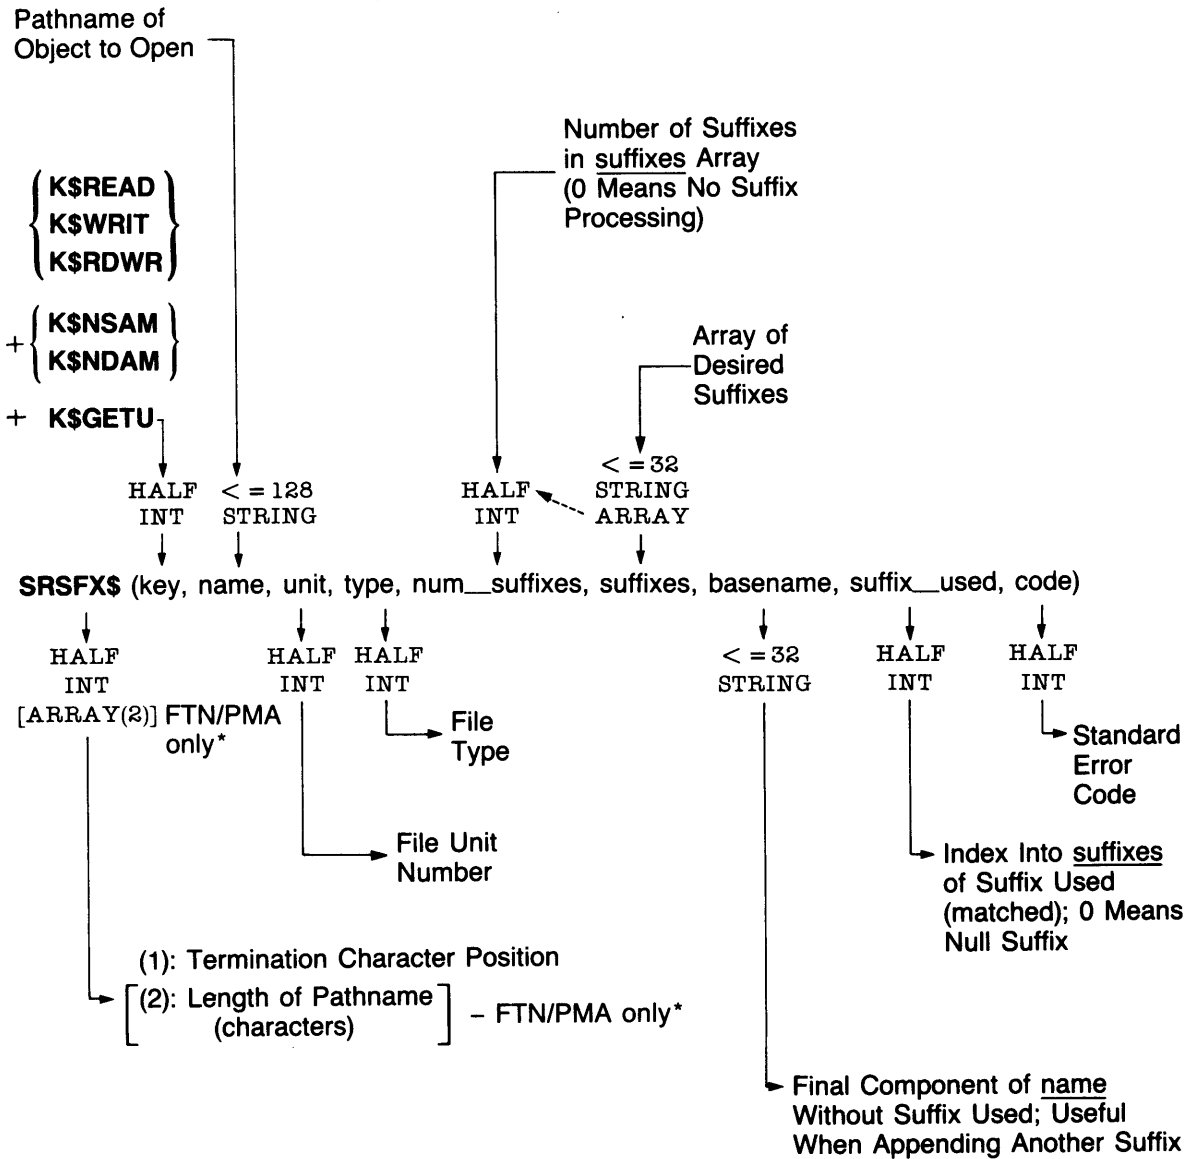 Pathname of
Object to Open
Number of Suffixes
in suffixes Array
(0 Means No Suffix
Processing)
K$READ
K$WRIT
K$RDWR
+ K$NSAM
K$NDAM
+ K$GETU
Array of
Desired
Suffixes
HALF
INT
<=128
STRING
HALF
INT
<=32
STRING
ARRAY
SRSFX$ (key, name, unit, type, num__suffixes, suffixes, basename, suffix__used, code)
HALF
INT
[ARRAY(2)] FTN/PMA
only*
HALF
INT
HALF
INT
<=32
STRING
HALF
INT
HALF
INT
File
Type
Standard
Error
Code
File Unit
Number
Index Into suffixes
of Suffix Used
(matched); 0 Means
Null Suffix
(1): Termination Character Position
[(2): Length of Pathname
(characters)] – FTN/PMA only*
Final Component of name
Without Suffix Used; Useful
When Appending Another Suffix